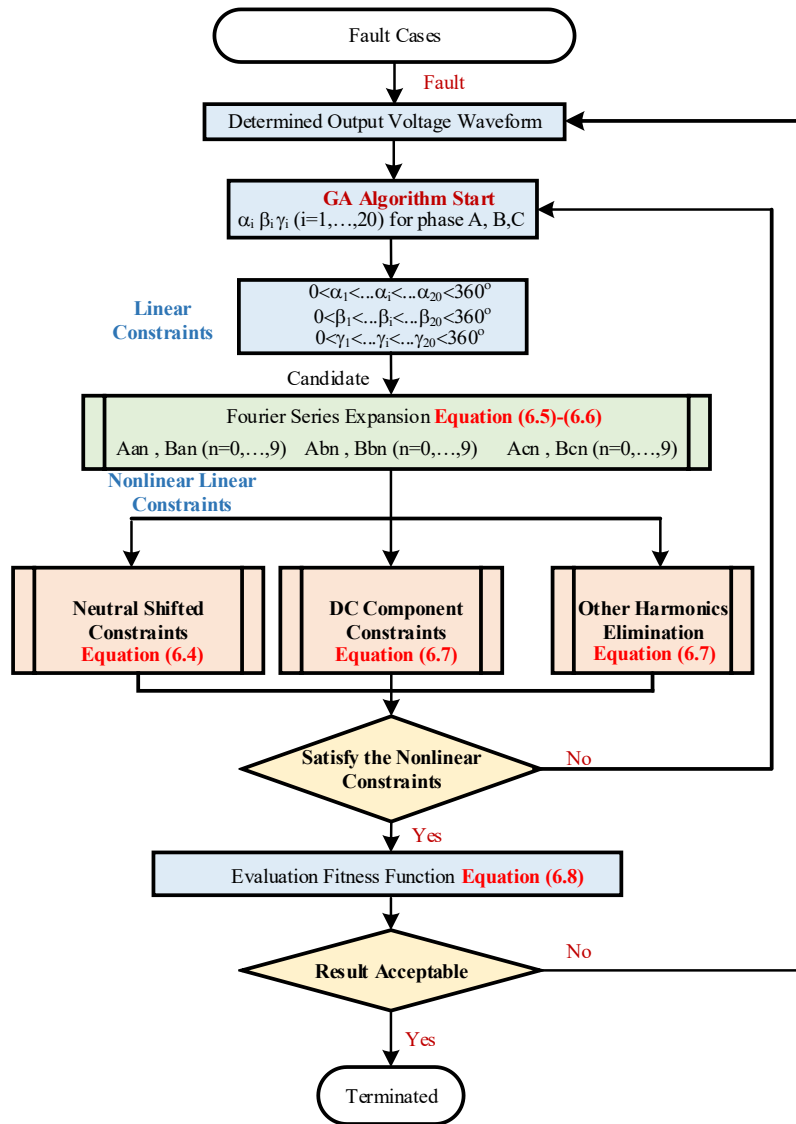 Fault Cases
Fault
Determined Output Voltage Waveform
GA Algorithm Start
αᵢ βᵢ γᵢ (i=1,…,20) for phase A, B,C
Linear
Constraints
0<α₁<...αᵢ<...α₂₀<360°
0<β₁<...βᵢ<...β₂₀<360°
0<γ₁<...γᵢ<...γ₂₀<360°
Candidate
Fourier Series Expansion Equation (6.5)-(6.6)
Aan , Ban (n=0,…,9) Abn , Bbn (n=0,…,9) Acn , Bcn (n=0,…,9)
Nonlinear Linear
Constraints
Neutral Shifted
Constraints
Equation (6.4)
DC Component
Constraints
Equation (6.7)
Other Harmonics
Elimination
Equation (6.7)
Satisfy the Nonlinear
Constraints
No
Yes
Evaluation Fitness Function Equation (6.8)
Result Acceptable
No
Yes
Terminated